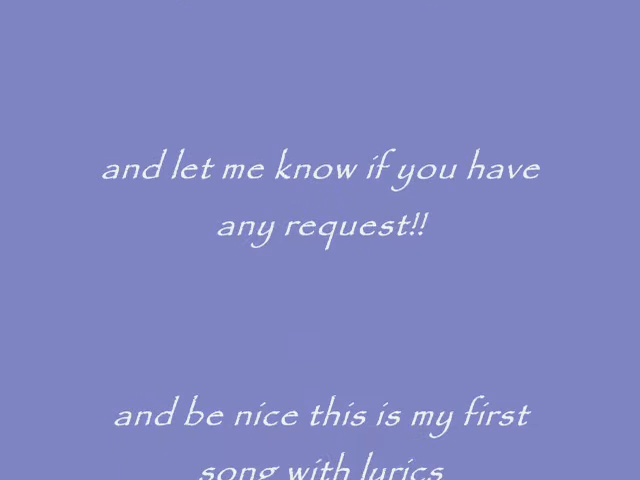 and let me know if you have
any request!!
and be nice this is my first
song with lyrics